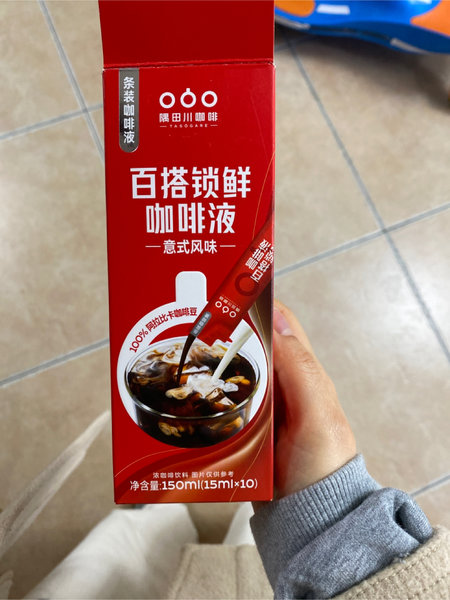 条装咖啡液
隅田川咖啡
TASOGARE
百搭锁鲜
咖啡液
意式风味
100% 阿拉比卡咖啡豆
浓咖啡饮料 图片仅供参考
净含量:150ml(15ml×10)